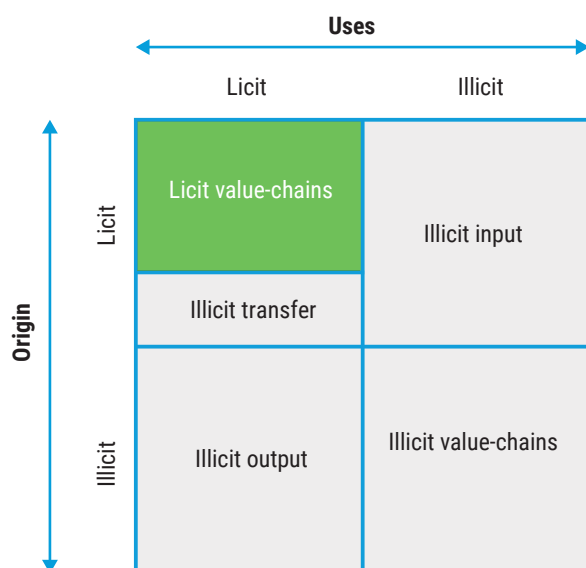 Uses
Licit
Illicit
Origin
Licit
Licit value-chains
Illicit input
Illicit transfer
Illicit
Illicit output
Illicit value-chains